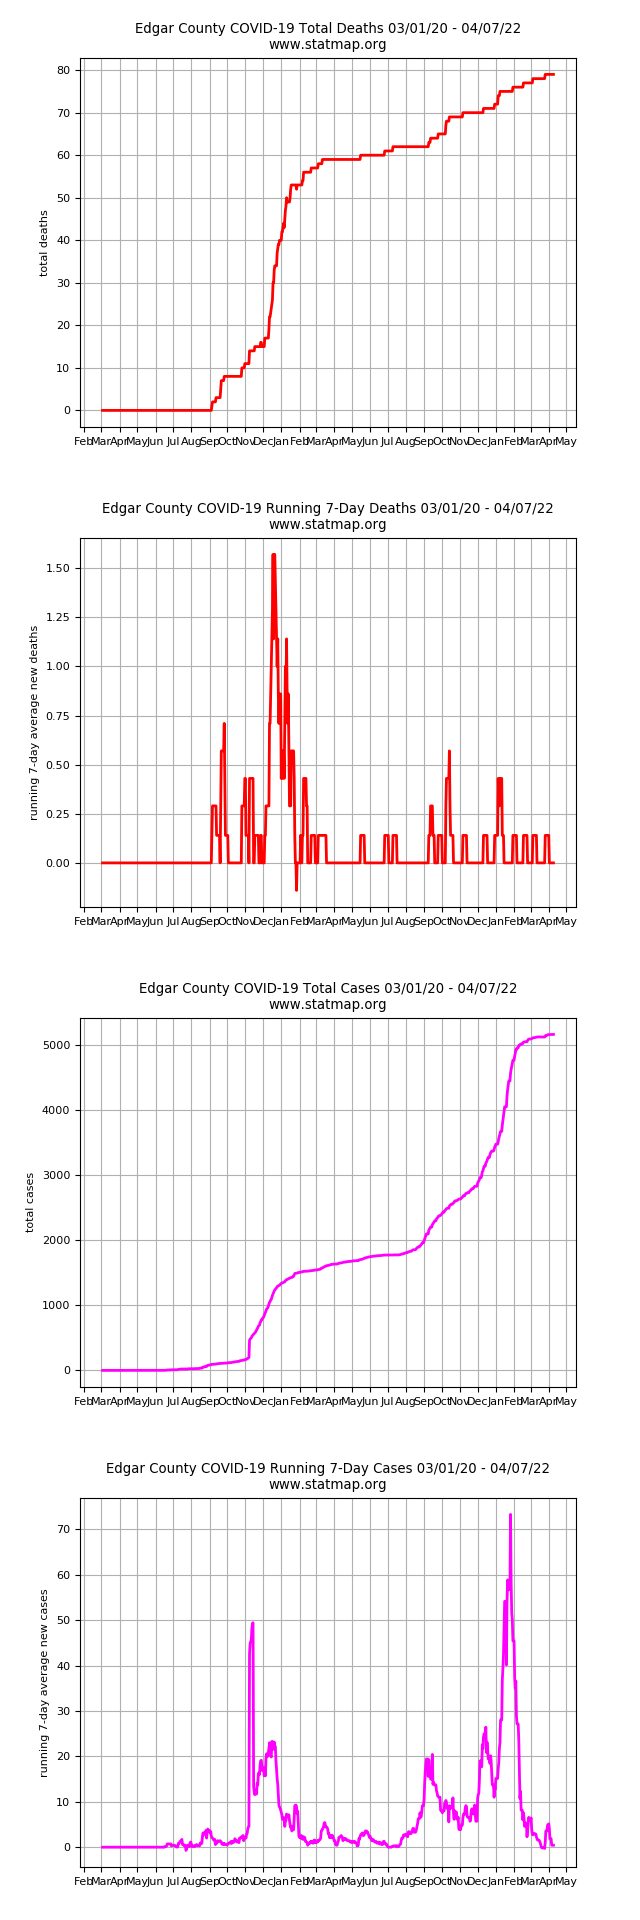 Edgar County COVID-19 Total Deaths 03/01/20 - 04/07/22
www.statmap.org
80
70
60
50
40
30
20
10
0
total deaths
Feb Mar Apr May Jun Jul Aug Sep Oct Nov Dec Jan Feb Mar Apr May Jun Jul Aug Sep Oct Nov Dec Jan Feb Mar Apr May
Edgar County COVID-19 Running 7-Day Deaths 03/01/20 - 04/07/22
www.statmap.org
1.50
1.25
1.00
0.75
0.50
0.25
0.00
running 7-day average new deaths
Feb Mar Apr May Jun Jul Aug Sep Oct Nov Dec Jan Feb Mar Apr May Jun Jul Aug Sep Oct Nov Dec Jan Feb Mar Apr May
Edgar County COVID-19 Total Cases 03/01/20 - 04/07/22
www.statmap.org
5000
4000
3000
2000
1000
0
total cases
Feb Mar Apr May Jun Jul Aug Sep Oct Nov Dec Jan Feb Mar Apr May Jun Jul Aug Sep Oct Nov Dec Jan Feb Mar Apr May
Edgar County COVID-19 Running 7-Day Cases 03/01/20 - 04/07/22
www.statmap.org
70
60
50
40
30
20
10
0
running 7-day average new cases
Feb Mar Apr May Jun Jul Aug Sep Oct Nov Dec Jan Feb Mar Apr May Jun Jul Aug Sep Oct Nov Dec Jan Feb Mar Apr May